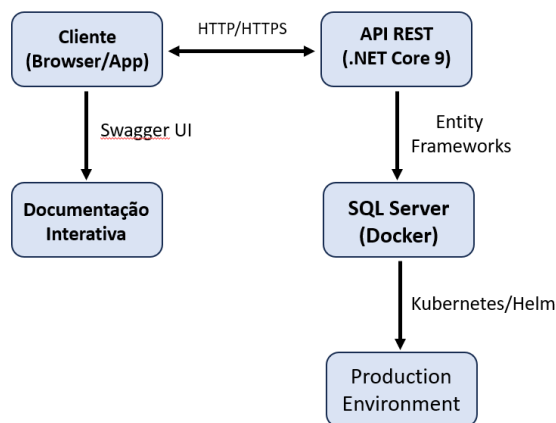 Cliente
(Browser/App)
HTTP/HTTPS
API REST
(.NET Core 9)
Swagger UI
Entity
Frameworks
Documentação
Interativa
SQL Server
(Docker)
Kubernetes/Helm
Production
Environment